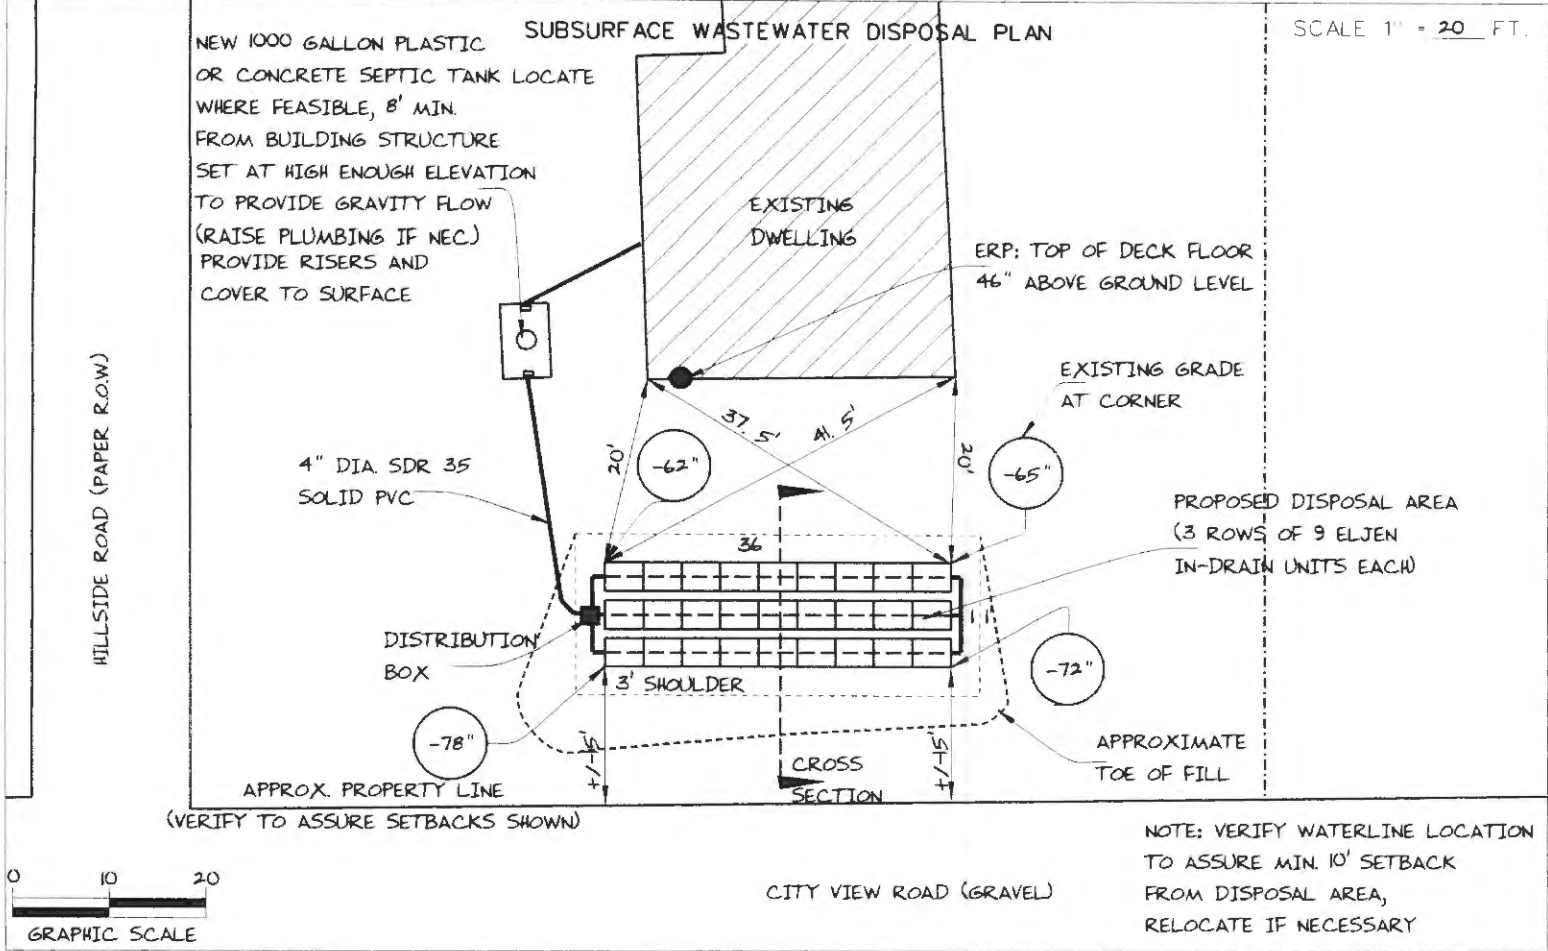 SUBSURFACE WASTEWATER DISPOSAL PLAN
SCALE 1" = 20 FT.
NEW 1000 GALLON PLASTIC
OR CONCRETE SEPTIC TANK LOCATE
WHERE FEASIBLE, 8' MIN.
FROM BUILDING STRUCTURE
SET AT HIGH ENOUGH ELEVATION
TO PROVIDE GRAVITY FLOW
(RAISE PLUMBING IF NEC.)
PROVIDE RISERS AND
COVER TO SURFACE
EXISTING
DWELLING
ERP: TOP OF DECK FLOOR
46" ABOVE GROUND LEVEL
EXISTING GRADE
AT CORNER
HILLSIDE ROAD (PAPER R.O.W)
37.5'
41.5'
20'
-62"
20'
-65"
4" DIA. SDR 35
SOLID PVC
PROPOSED DISPOSAL AREA
(3 ROWS OF 9 ELJEN
IN-DRAIN UNITS EACH)
36
DISTRIBUTION
BOX
3' SHOULDER
-72"
-78"
+/-15'
+/-15'
CROSS
SECTION
APPROXIMATE
TOE OF FILL
APPROX. PROPERTY LINE
(VERIFY TO ASSURE SETBACKS SHOWN)
NOTE: VERIFY WATERLINE LOCATION
TO ASSURE MIN. 10' SETBACK
FROM DISPOSAL AREA,
RELOCATE IF NECESSARY
CITY VIEW ROAD (GRAVEL)
0 10 20
GRAPHIC SCALE